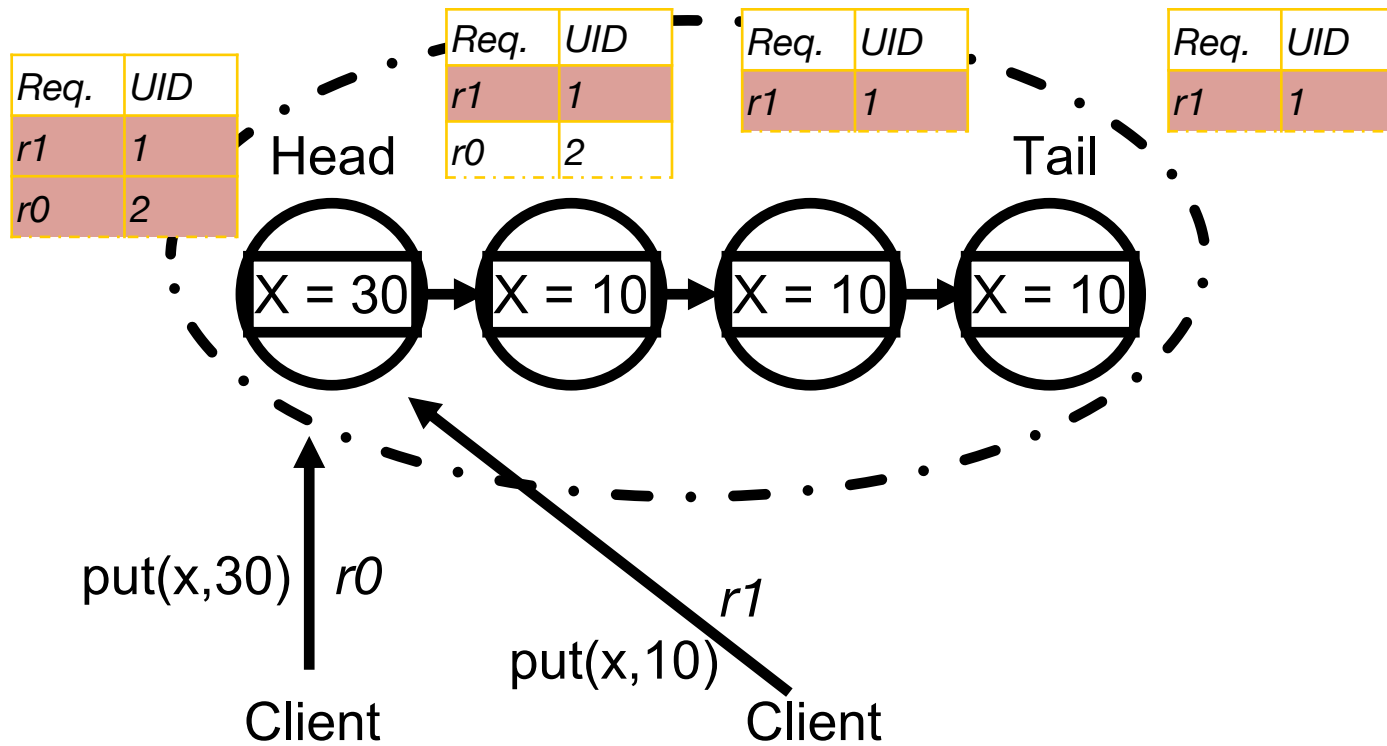 Req. UID
r1 1
r0 2
Req. UID
r1 1
r0 2
Req. UID
r1 1
Req. UID
r1 1
Head
Tail
X = 30
X = 10
X = 10
X = 10
put(x,30)
r0
r1
put(x,10)
Client
Client